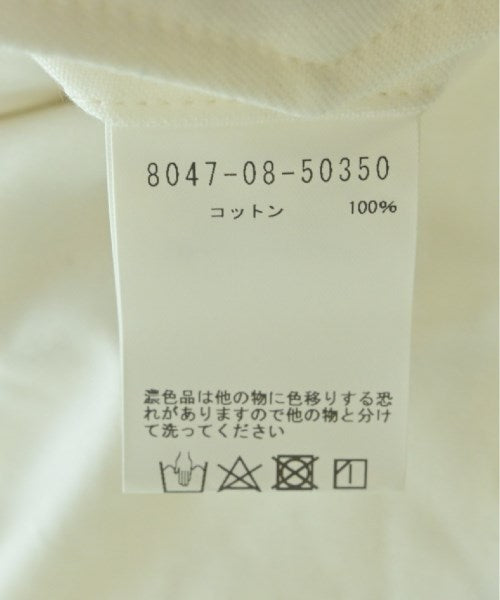 8047-08-50350
コットン 100%
濃色品は他の物に色移りする恐
れがありますので他の物と分け
て洗ってください